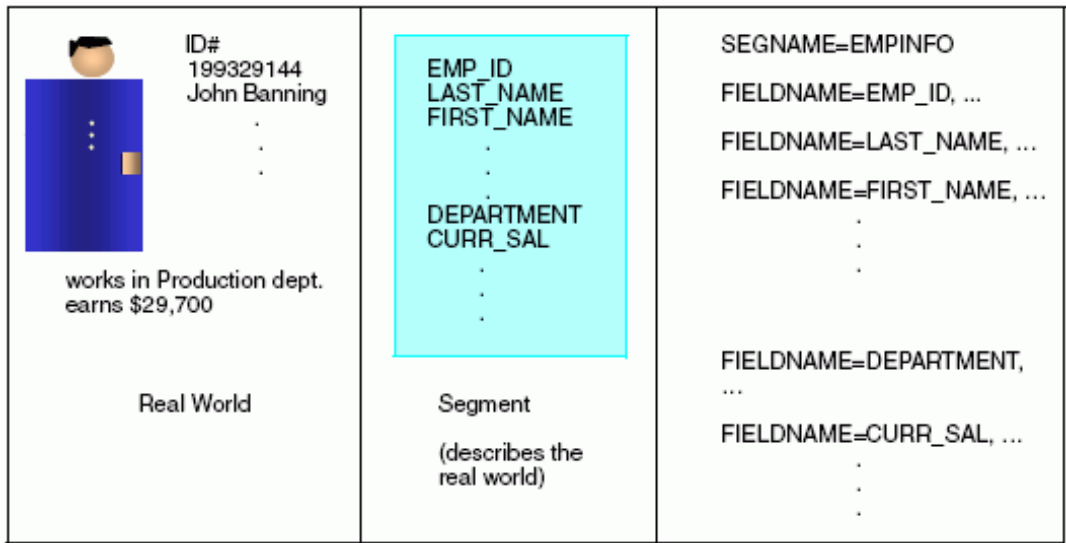 ID#
199329144
John Banning
.
.
.
works in Production dept.
earns $29,700
Real World
EMP_ID
LAST_NAME
FIRST_NAME
.
.
.
DEPARTMENT
CURR_SAL
.
.
.
Segment
(describes the
real world)
SEGNAME=EMPINFO
FIELDNAME=EMP_ID, ...
FIELDNAME=LAST_NAME, ...
FIELDNAME=FIRST_NAME, ...
.
.
.
FIELDNAME=DEPARTMENT,
...
FIELDNAME=CURR_SAL, ...
.
.
.